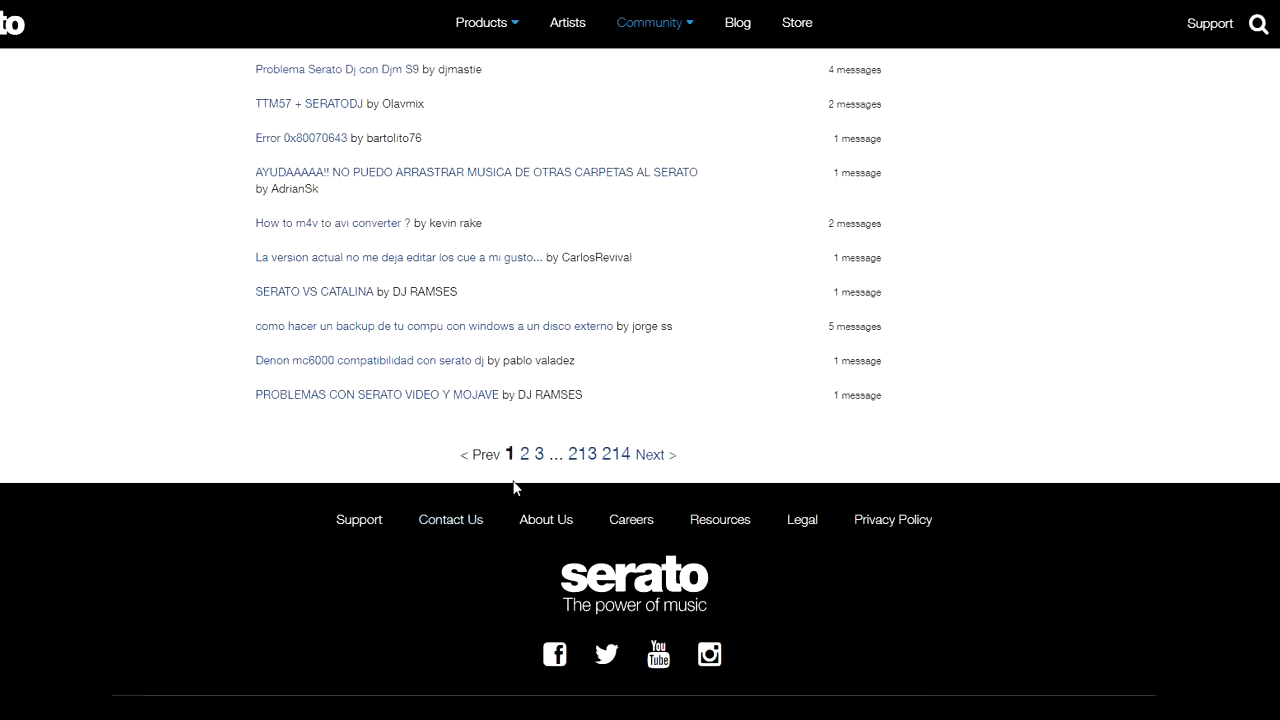 to Products Artists Community Blog Store Support
Problema Serato Dj con Djm S9 by djmastie 4 messages
TTM57 + SERATODJ by Olavmix 2 messages
Error 0x80070643 by bartolito76 1 message
AYUDAAAAA!! NO PUEDO ARRASTRAR MUSICA DE OTRAS CARPETAS AL SERATO 1 message
by AdrianSk
How to m4v to avi converter ? by kevin rake 2 messages
La version actual no me deja editar los cue a mi gusto... by CarlosRevival 1 message
SERATO VS CATALINA by DJ RAMSES 1 message
como hacer un backup de tu compu con windows a un disco externo by jorge ss 5 messages
Denon mc6000 compatibilidad con serato dj by pablo valadez 1 message
PROBLEMAS CON SERATO VIDEO Y MOJAVE by DJ RAMSES 1 message
< Prev 1 2 3 ... 213 214 Next >
Support Contact Us About Us Careers Resources Legal Privacy Policy
serato
The power of music
You
Tube